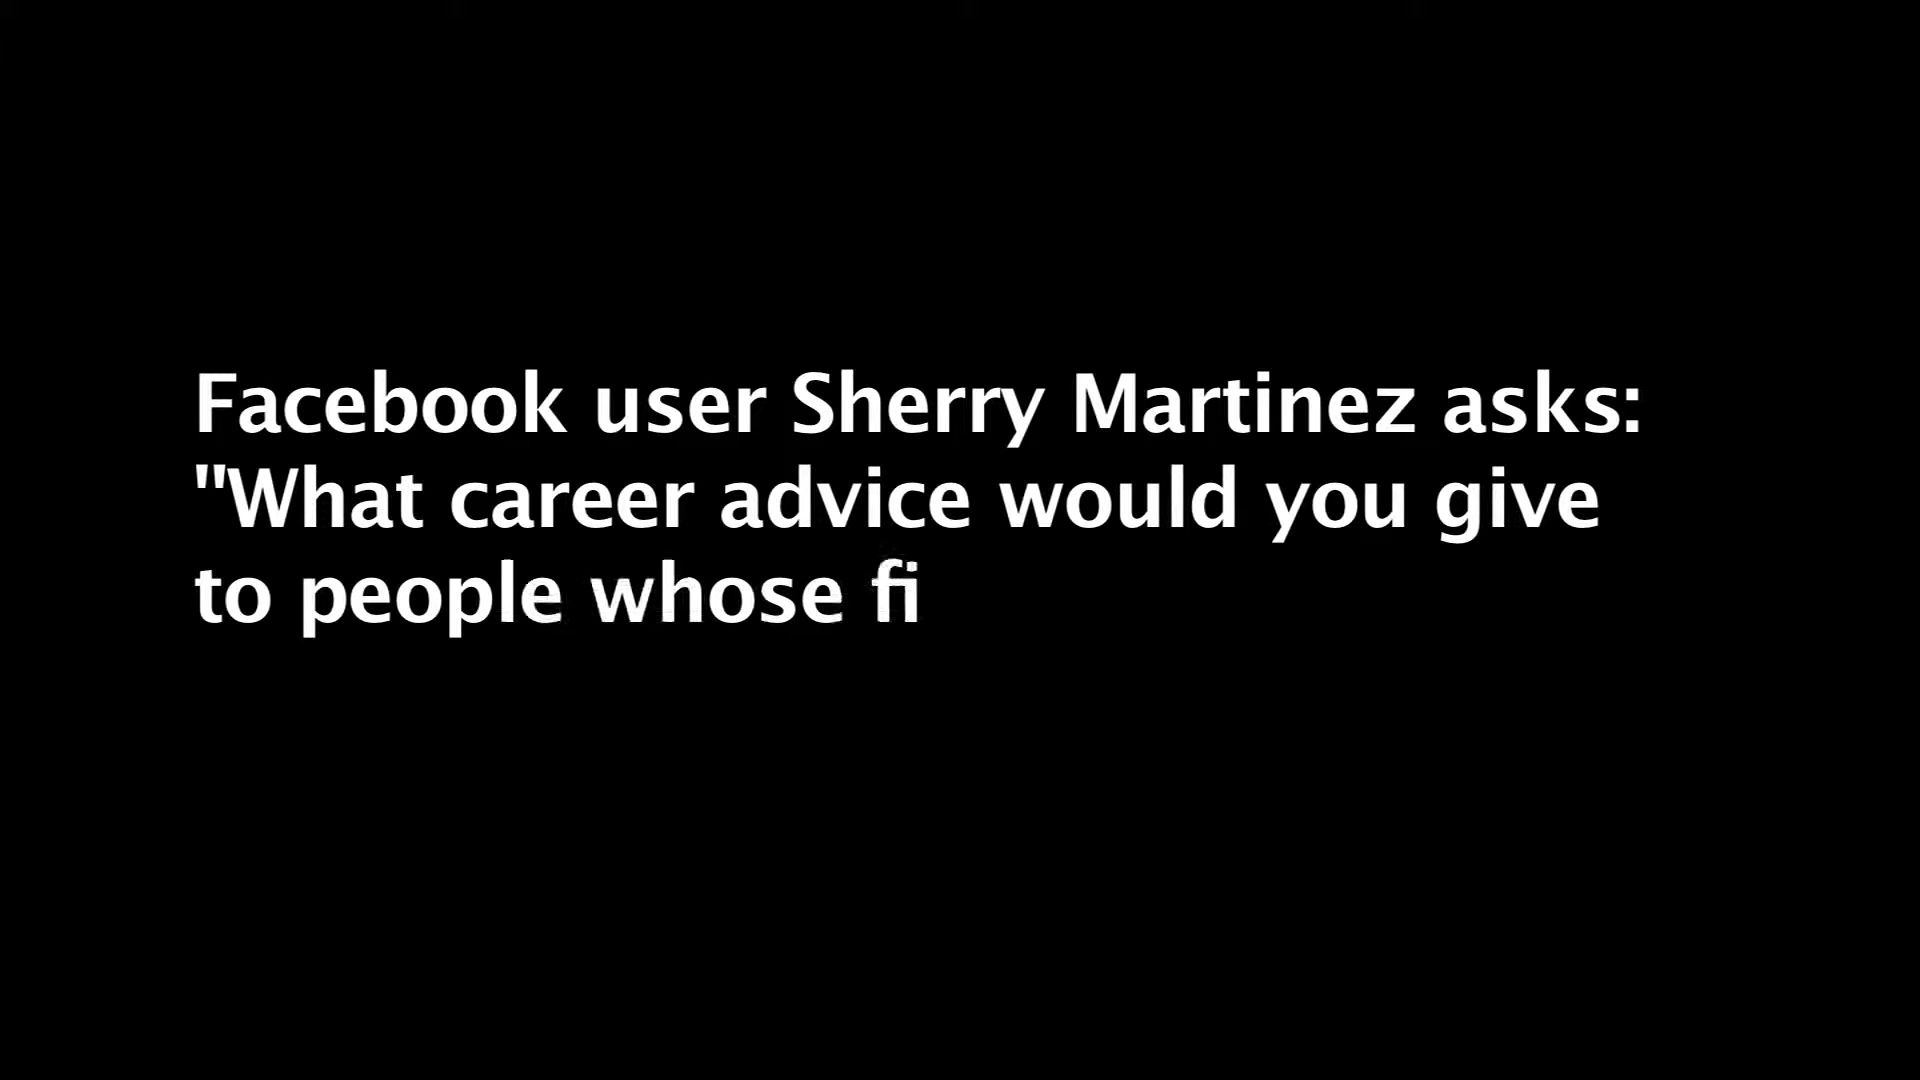 Facebook user Sherry Martinez asks:
"What career advice would you give
to people whose fi